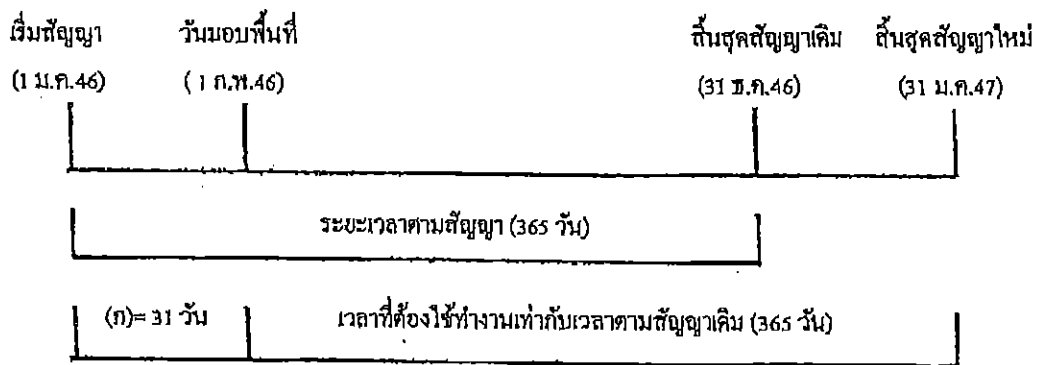 เริ่มสัญญา วันมอบพื้นที่ สิ้นสุดสัญญาเดิม สิ้นสุดสัญญาใหม่
(1 ม.ค.46) ( 1 ก.พ.46) (31 ธ.ค.46) (31 ม.ค.47)
ระยะเวลาตามสัญญา (365 วัน)
(ก)= 31 วัน เวลาที่ต้องใช้ทำงานเท่ากับเวลาตามสัญญาเดิม (365 วัน)